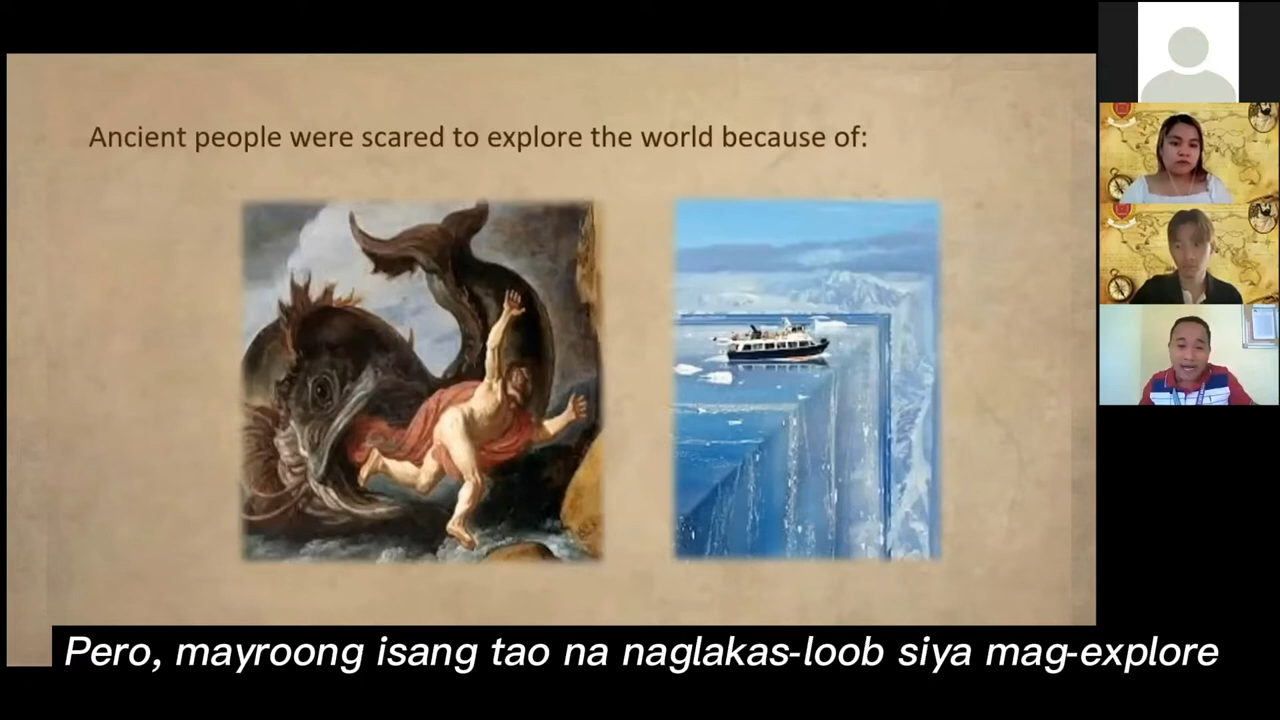 Ancient people were scared to explore the world because of:
Pero, mayroong isang tao na naglakas-loob siya mag-explore